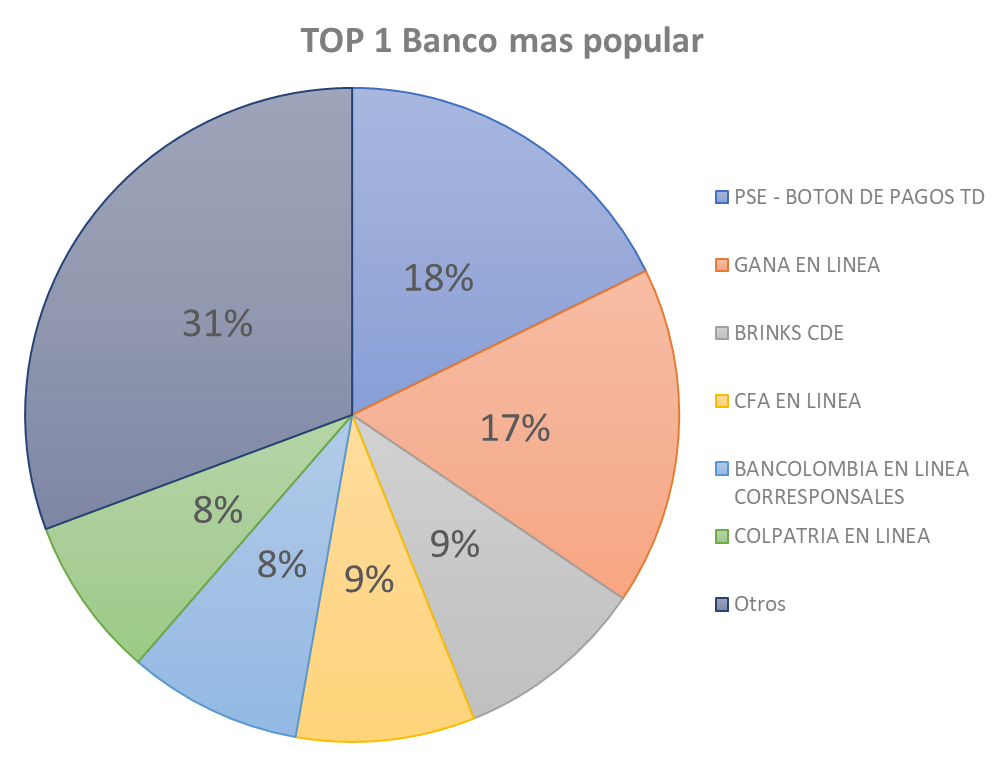 TOP 1 Banco mas popular
18%
17%
9%
9%
8%
8%
31%
PSE - BOTON DE PAGOS TD
GANA EN LINEA
BRINKS CDE
CFA EN LINEA
BANCOLOMBIA EN LINEA
CORRESPONSALES
COLPATRIA EN LINEA
Otros